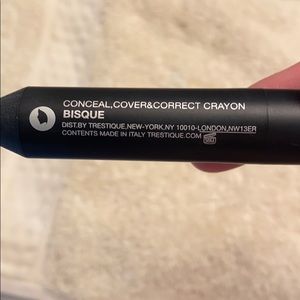 CONCEAL,COVER&CORRECT CRAYON
BISQUE
DIST.BY TRESTIQUE,NEW-YORK,NY 10010-LONDON,NW13ER
CONTENTS MADE IN ITALY TRESTIQUE.COM